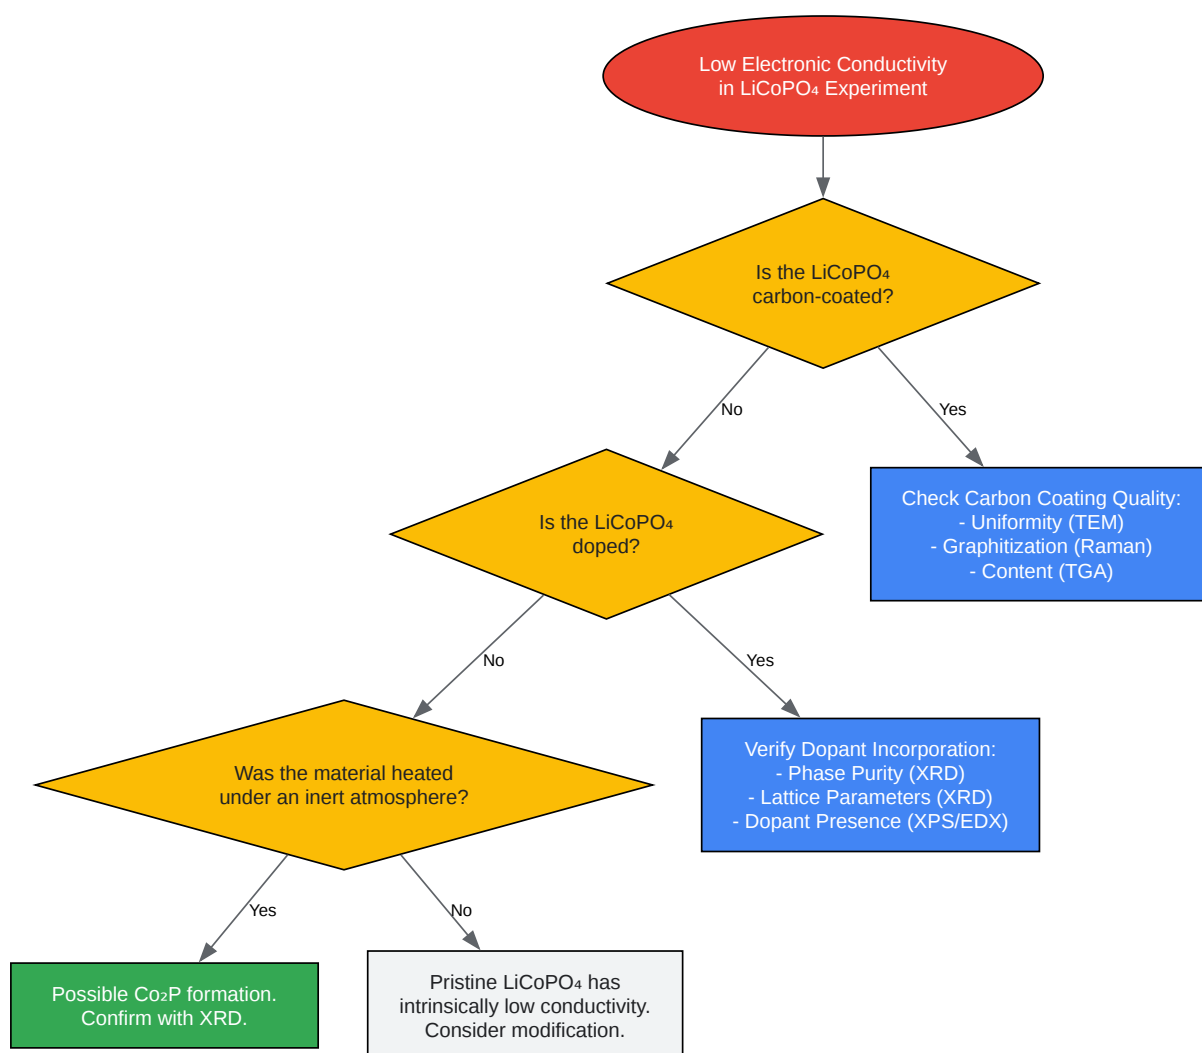 Low Electronic Conductivity
in LiCoPO₄ Experiment
Is the LiCoPO₄
carbon-coated?
No
Yes
Is the LiCoPO₄
doped?
Check Carbon Coating Quality:
- Uniformity (TEM)
- Graphitization (Raman)
- Content (TGA)
No
Yes
Was the material heated
under an inert atmosphere?
Verify Dopant Incorporation:
- Phase Purity (XRD)
- Lattice Parameters (XRD)
- Dopant Presence (XPS/EDX)
Yes
No
Possible Co₂P formation.
Confirm with XRD.
Pristine LiCoPO₄ has
intrinsically low conductivity.
Consider modification.